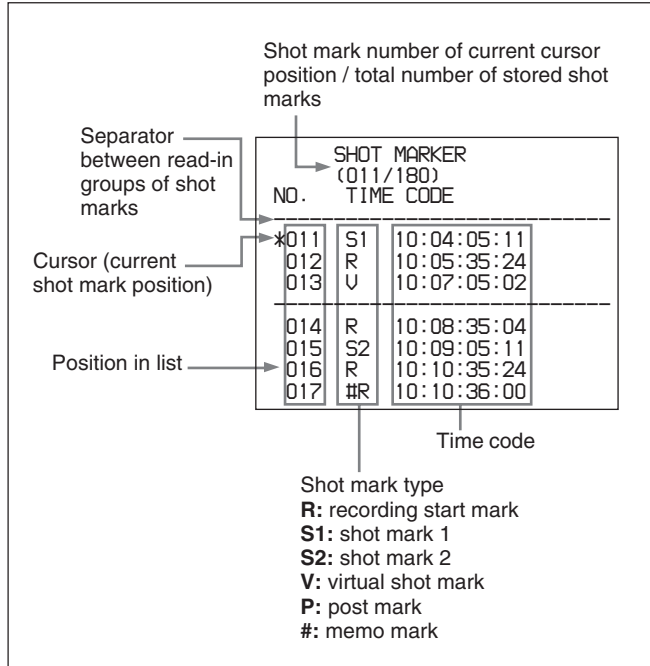 Shot mark number of current cursor
position / total number of stored shot
marks
Separator
between read-in
groups of shot
marks
SHOT MARKER
(011/180)
NO. TIME CODE
Cursor (current
shot mark position)
*011 S1 10:04:05:11
012 R 10:05:35:24
013 V 10:07:05:02
Position in list
014 R 10:08:35:04
015 S2 10:09:05:11
016 R 10:10:35:24
017 #R 10:10:36:00
Time code
Shot mark type
R: recording start mark
S1: shot mark 1
S2: shot mark 2
V: virtual shot mark
P: post mark
#: memo mark